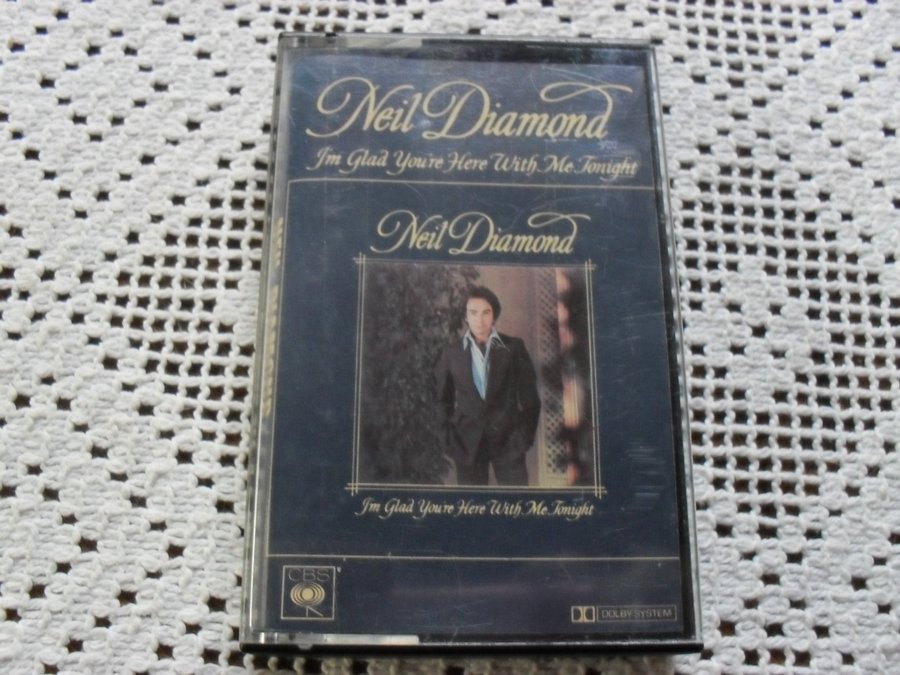 Neil Diamond
I'm Glad You're Here With Me Tonight
Neil Diamond
I'm Glad You're Here With Me Tonight
CBS
DOLBY SYSTEM